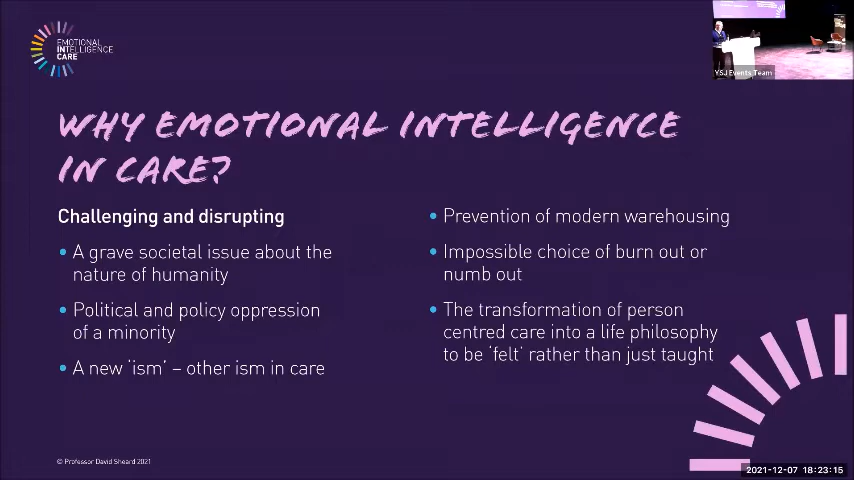 EMOTIONAL
INTELLIGENCE
CARE
YSJ Events Team
WHY EMOTIONAL INTELLIGENCE
IN CARE?
Challenging and disrupting
• A grave societal issue about the
nature of humanity
• Political and policy oppression
of a minority
• A new 'ism' – other ism in care
• Prevention of modern warehousing
• Impossible choice of burn out or
numb out
• The transformation of person
centred care into a life philosophy
to be 'felt' rather than just taught
© Professor David Sheard 2021
2021-12-07 18:23:15